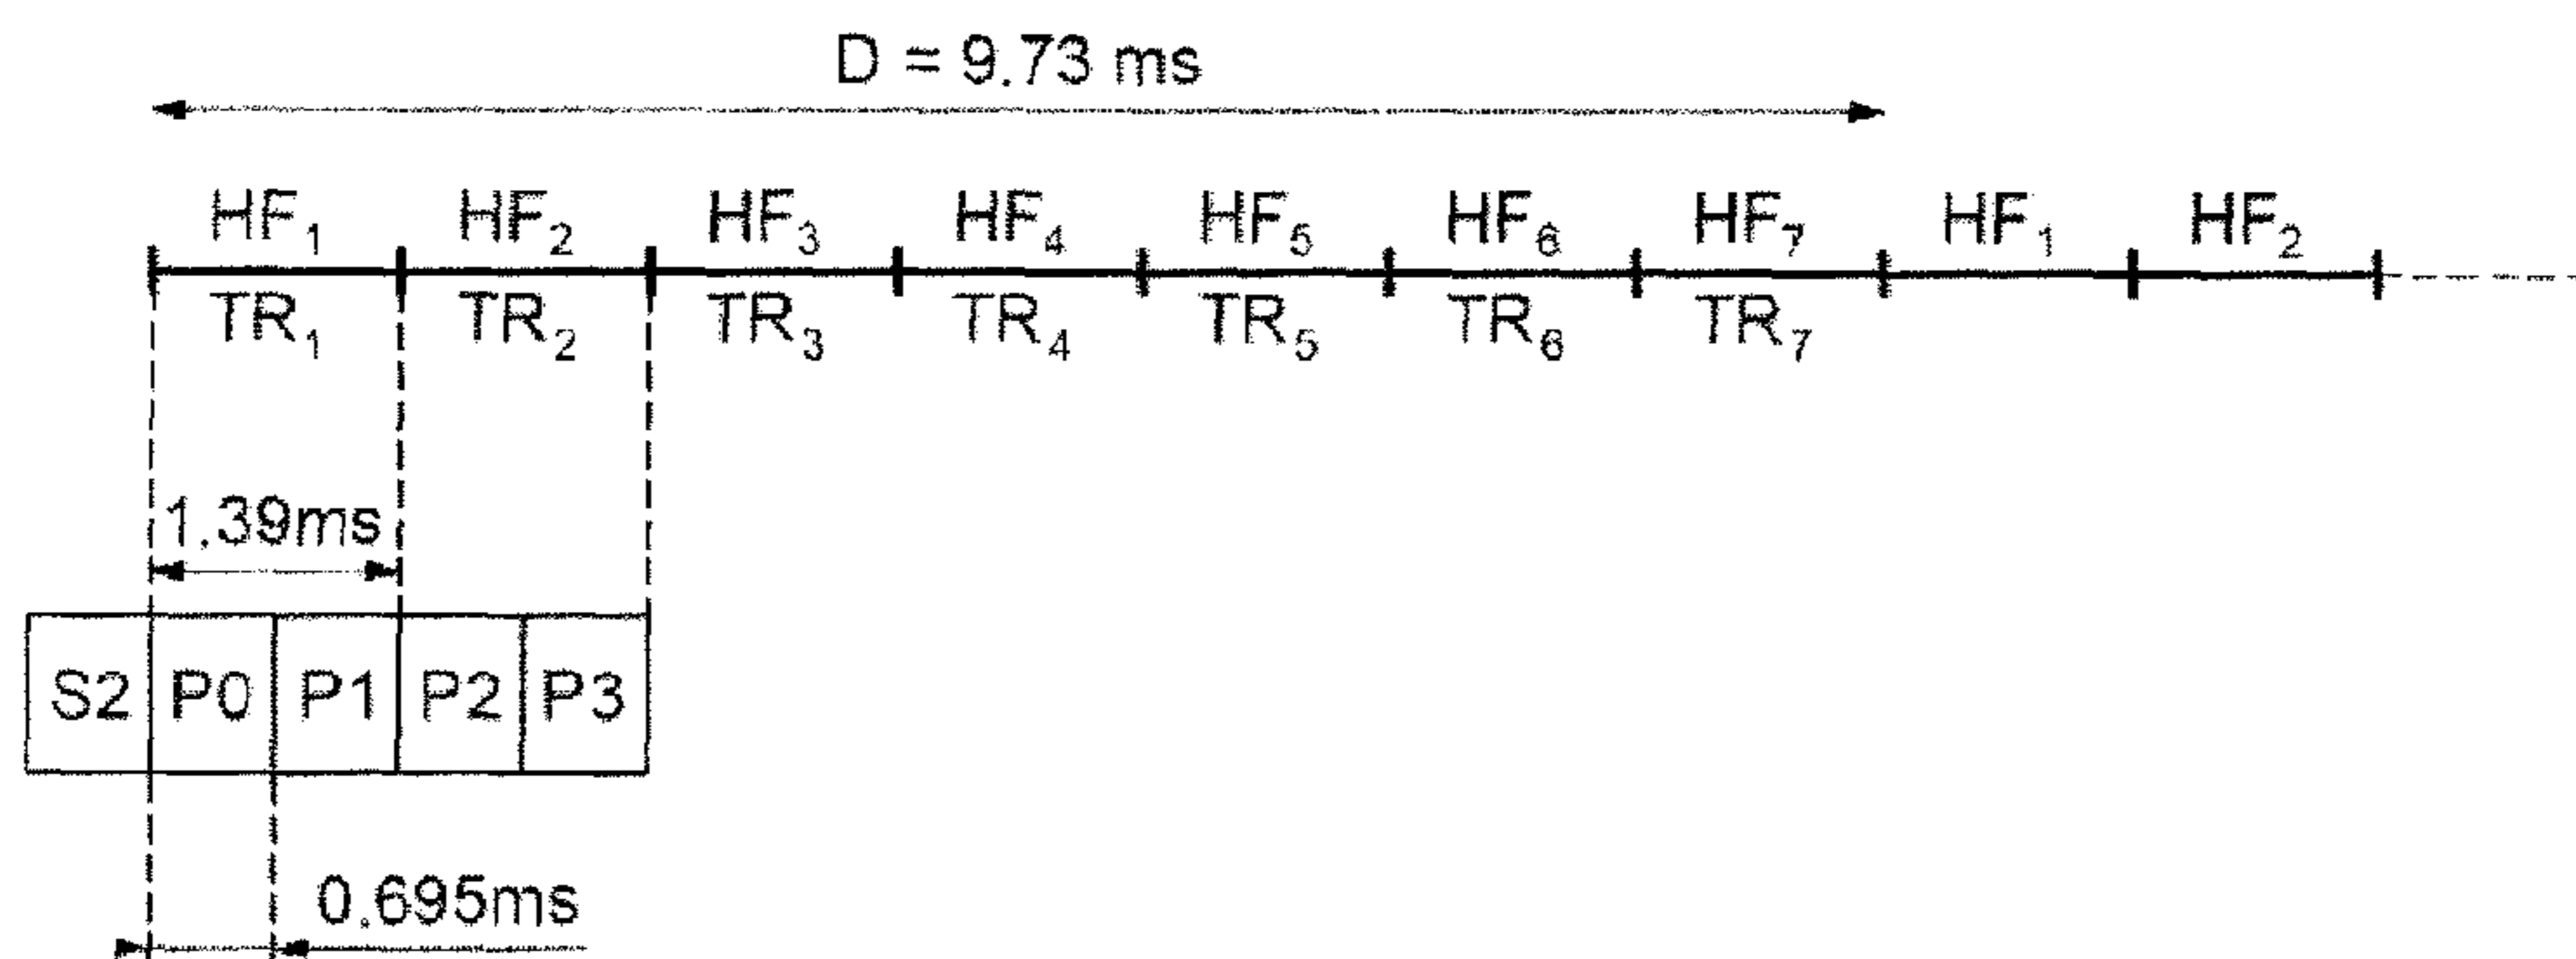 D = 9.73 ms
HF1 HF2 HF3 HF4 HF5 HF6 HF7 HF1 HF2
TR1 TR2 TR3 TR4 TR5 TR6 TR7
1.39ms
S2 P0 P1 P2 P3
0.695ms